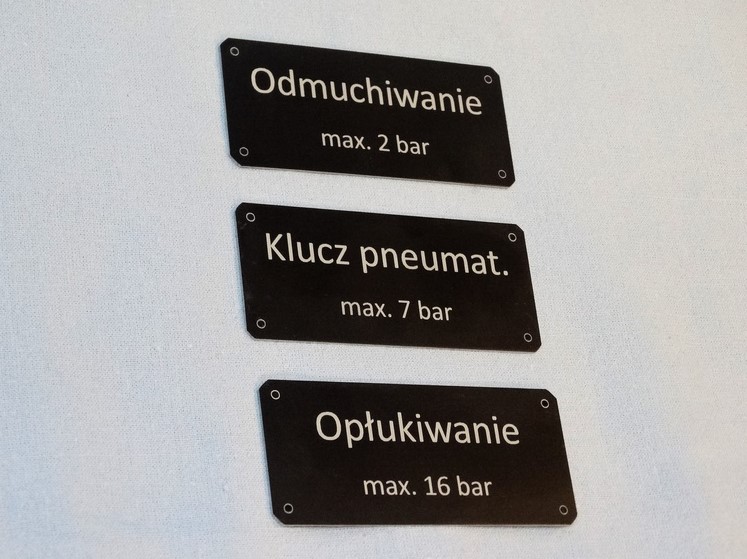 Odmuchiwanie
max. 2 bar
Klucz pneumat.
max. 7 bar
Opłukiwanie
max. 16 bar